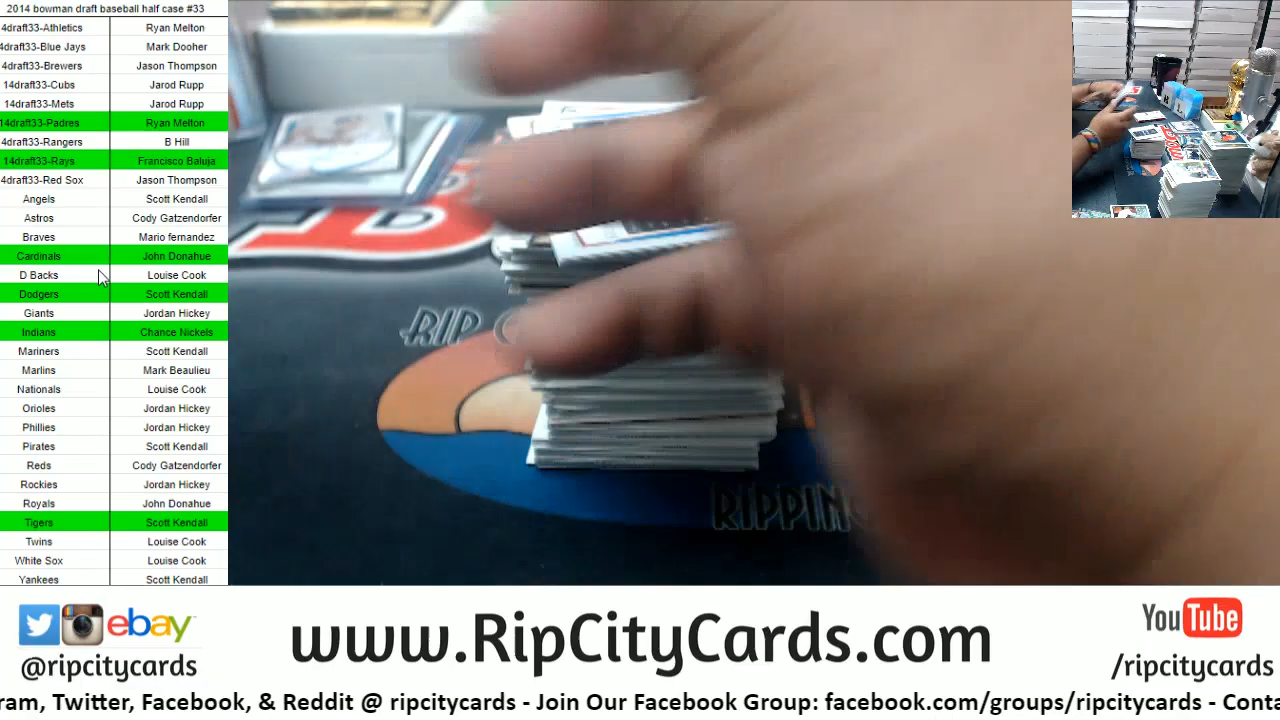 2014 bowman draft baseball half case #33
4draft33-Athletics Ryan Melton
4draft33-Blue Jays Mark Dooher
4draft33-Brewers Jason Thompson
14draft33-Cubs Jarod Rupp
14draft33-Mets Jarod Rupp
14draft33-Padres Ryan Melton
4draft33-Rangers B Hill
14draft33-Rays Francisco Baluja
4draft33-Red Sox Jason Thompson
Angels Scott Kendall
Astros Cody Gatzendorfer
Braves Mario fernandez
Cardinals John Donahue
D Backs Louise Cook
Dodgers Scott Kendall
Giants Jordan Hickey
Indians Chance Nickels
Mariners Scott Kendall
Marlins Mark Beaulieu
Nationals Louise Cook
Orioles Jordan Hickey
Phillies Jordan Hickey
Pirates Scott Kendall
Reds Cody Gatzendorfer
Rockies Jordan Hickey
Royals John Donahue
Tigers Scott Kendall
Twins Louise Cook
White Sox Louise Cook
Yankees Scott Kendall
RIP C
RIPPING
ebay
@ripcitycards
www.RipCityCards.com
YouTube
/ripcitycards
ram, Twitter, Facebook, & Reddit @ ripcitycards - Join Our Facebook Group: facebook.com/groups/ripcitycards - Conta